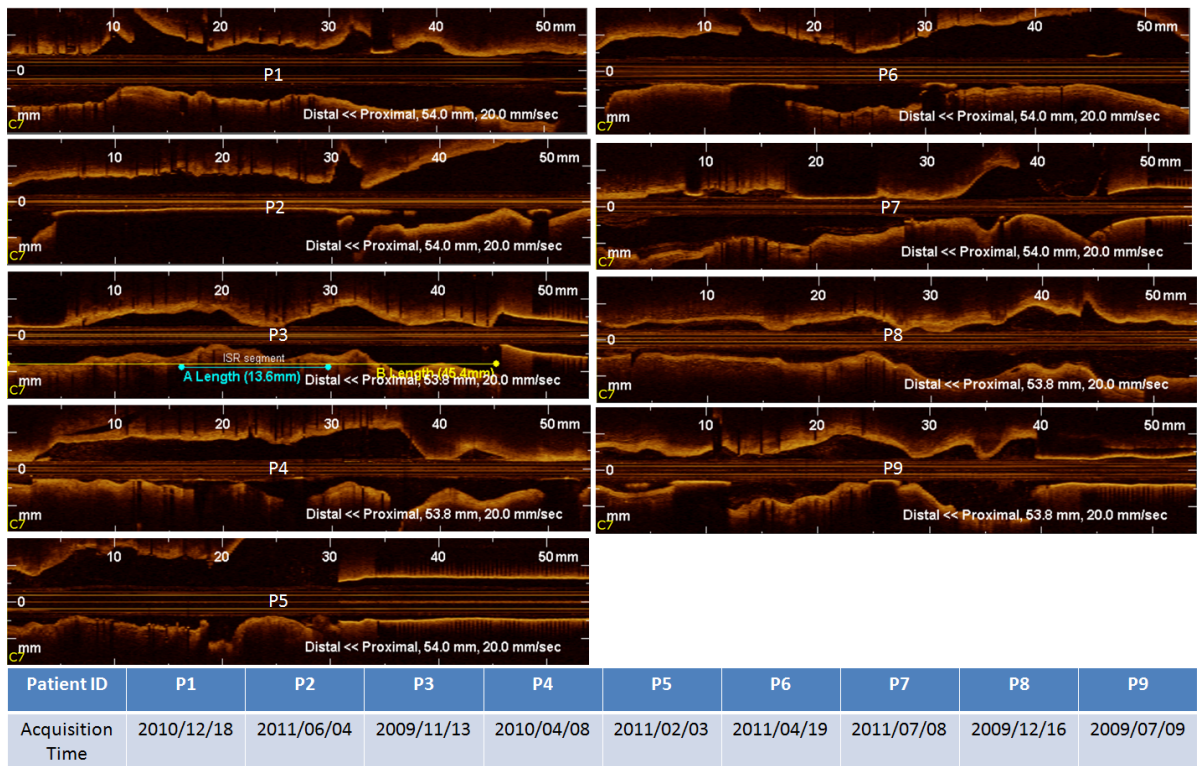 10 20 30 40 50 mm
0
P1
mm
Distal << Proximal, 54.0 mm, 20.0 mm/sec
C7
10 20 30 40 50 mm
0
P2
mm
Distal << Proximal, 54.0 mm, 20.0 mm/sec
C7
10 20 30 40 50 mm
0
P3
ISR segment
A Length (13.6mm)
B Length (45.4mm)
mm
Distal << Proximal, 53.8 mm, 20.0 mm/sec
C7
10 20 30 40 50 mm
0
P4
mm
Distal << Proximal, 53.8 mm, 20.0 mm/sec
C7
10 20 30 40 50 mm
0
P5
mm
Distal << Proximal, 54.0 mm, 20.0 mm/sec
C7
10 20 30 40 50 mm
0
P6
mm
Distal << Proximal, 54.0 mm, 20.0 mm/sec
C7
10 20 30 40 50 mm
0
P7
mm
Distal << Proximal, 54.0 mm, 20.0 mm/sec
C7
10 20 30 40 50 mm
0
P8
mm
Distal << Proximal, 53.8 mm, 20.0 mm/sec
C7
10 20 30 40 50 mm
0
P9
mm
Distal << Proximal, 53.8 mm, 20.0 mm/sec
C7
Patient ID P1 P2 P3 P4 P5 P6 P7 P8 P9
Acquisition Time 2010/12/18 2011/06/04 2009/11/13 2010/04/08 2011/02/03 2011/04/19 2011/07/08 2009/12/16 2009/07/09